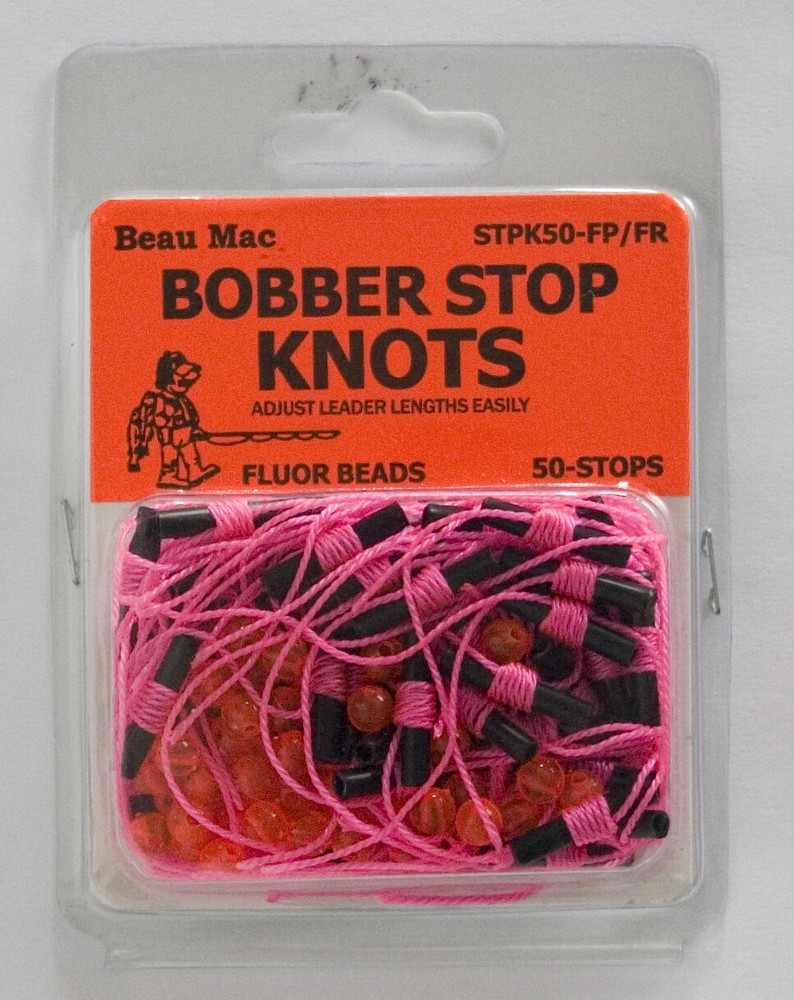 Beau Mac STPK50-FP/FR
BOBBER STOP
KNOTS
ADJUST LEADER LENGTHS EASILY
FLUOR BEADS 50-STOPS